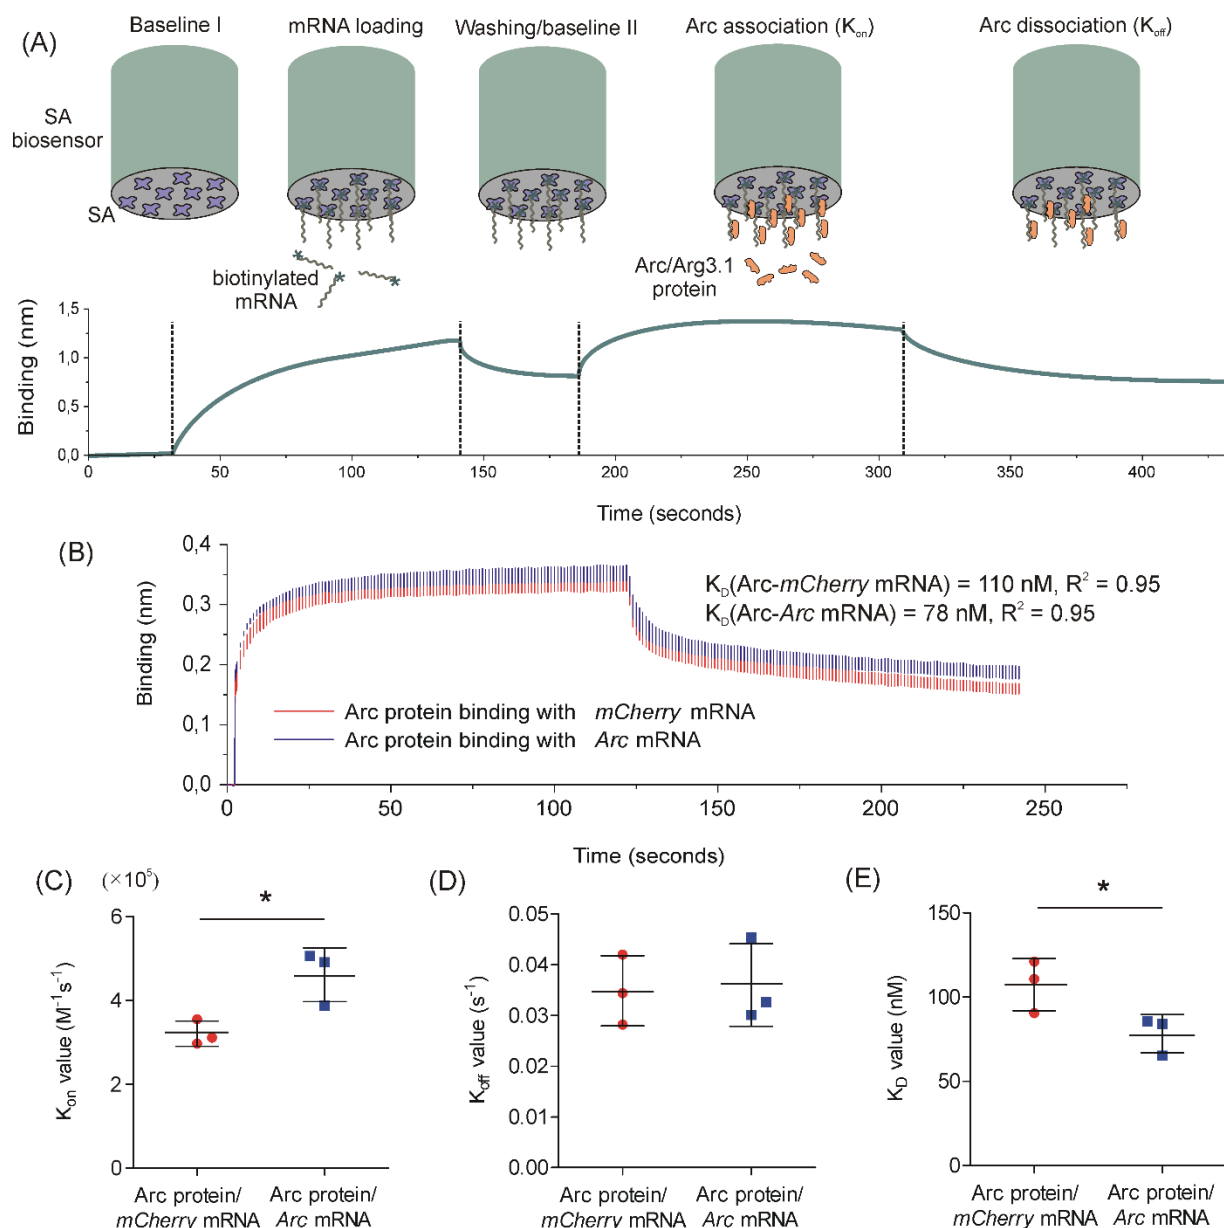 (A)
Baseline I
mRNA loading
Washing/baseline II
Arc association (Kon)
Arc dissociation (Koff)
SA
biosensor
SA
biotinylated
mRNA
Arc/Arg3.1
protein
Binding (nm)
1,5
1,0
0,5
0,0
0
50
100
150
200
250
300
350
400
Time (seconds)
(B)
Binding (nm)
0,4
0,3
0,2
0,1
0,0
KD(Arc-mCherry mRNA) = 110 nM, R2 = 0.95
KD(Arc-Arc mRNA) = 78 nM, R2 = 0.95
Arc protein binding with mCherry mRNA
Arc protein binding with Arc mRNA
0
50
100
150
200
250
Time (seconds)
(C)
(×10⁵)
*
Kon value (M⁻¹s⁻¹)
6
4
2
0
Arc protein/
mCherry mRNA
Arc protein/
Arc mRNA
(D)
Koff value (s⁻¹)
0.05
0.04
0.03
0.02
0.01
0.00
Arc protein/
mCherry mRNA
Arc protein/
Arc mRNA
(E)
*
KD value (nM)
150
100
50
0
Arc protein/
mCherry mRNA
Arc protein/
Arc mRNA